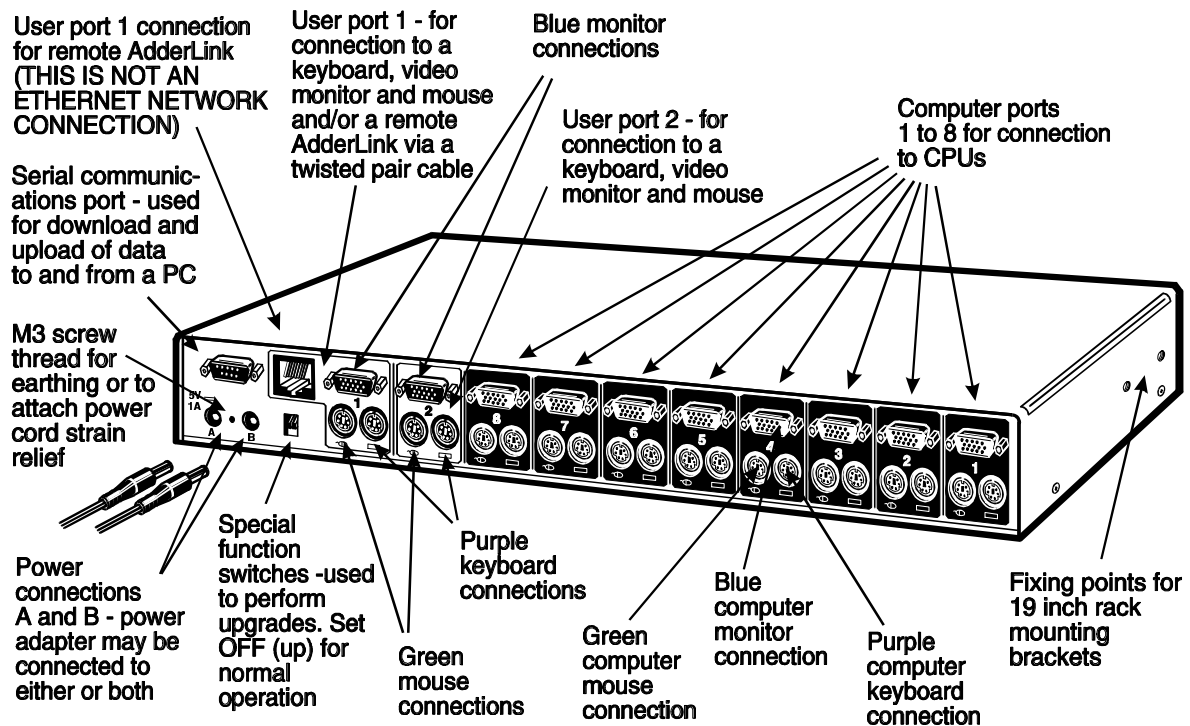 User port 1 connection
for remote AdderLink
(THIS IS NOT AN
ETHERNET NETWORK
CONNECTION)
User port 1 - for
connection to a
keyboard, video
monitor and mouse
and/or a remote
AdderLink via a
twisted pair cable
Blue monitor
connections
User port 2 - for
connection to a
keyboard, video
monitor and mouse
Computer ports
1 to 8 for connection
to CPUs
Serial communic-
ations port - used
for download and
upload of data
to and from a PC
M3 screw
thread for
earthing or to
attach power
cord strain
relief
5V
1A
A
B
1
2
8
7
6
5
4
3
2
1
Power
connections
A and B - power
adapter may be
connected to
either or both
Special
function
switches -used
to perform
upgrades. Set
OFF (up) for
normal
operation
Green
mouse
connections
Purple
keyboard
connections
Green
computer
mouse
connection
Blue
computer
monitor
connection
Purple
computer
keyboard
connection
Fixing points for
19 inch rack
mounting
brackets